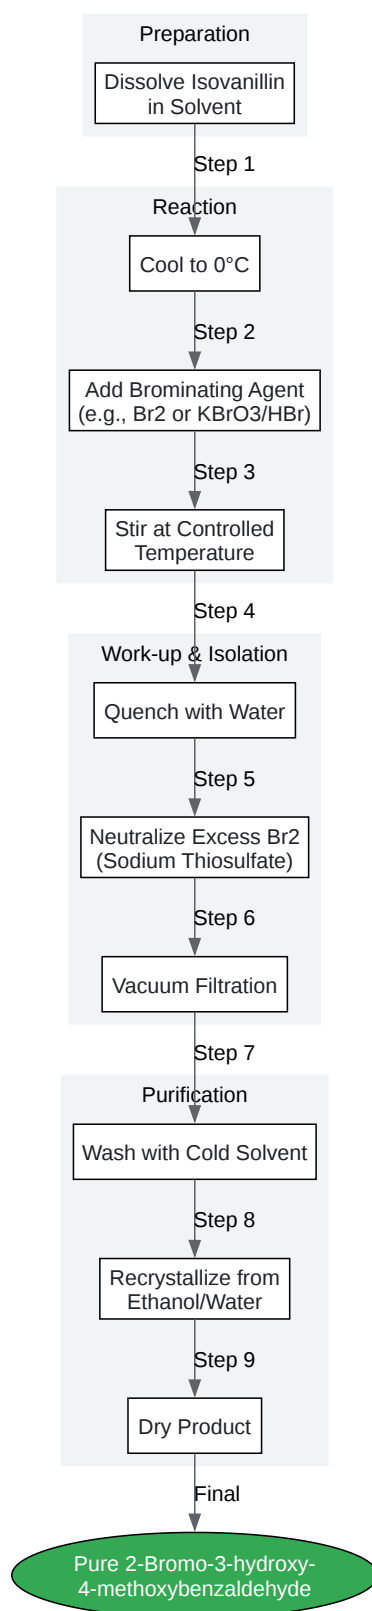 Preparation
Dissolve Isovanillin
in Solvent
Step 1
Reaction
Cool to 0°C
Step 2
Add Brominating Agent
(e.g., Br2 or KBrO3/HBr)
Step 3
Stir at Controlled
Temperature
Step 4
Work-up & Isolation
Quench with Water
Step 5
Neutralize Excess Br2
(Sodium Thiosulfate)
Step 6
Vacuum Filtration
Step 7
Purification
Wash with Cold Solvent
Step 8
Recrystallize from
Ethanol/Water
Step 9
Dry Product
Final
Pure 2-Bromo-3-hydroxy-
4-methoxybenzaldehyde